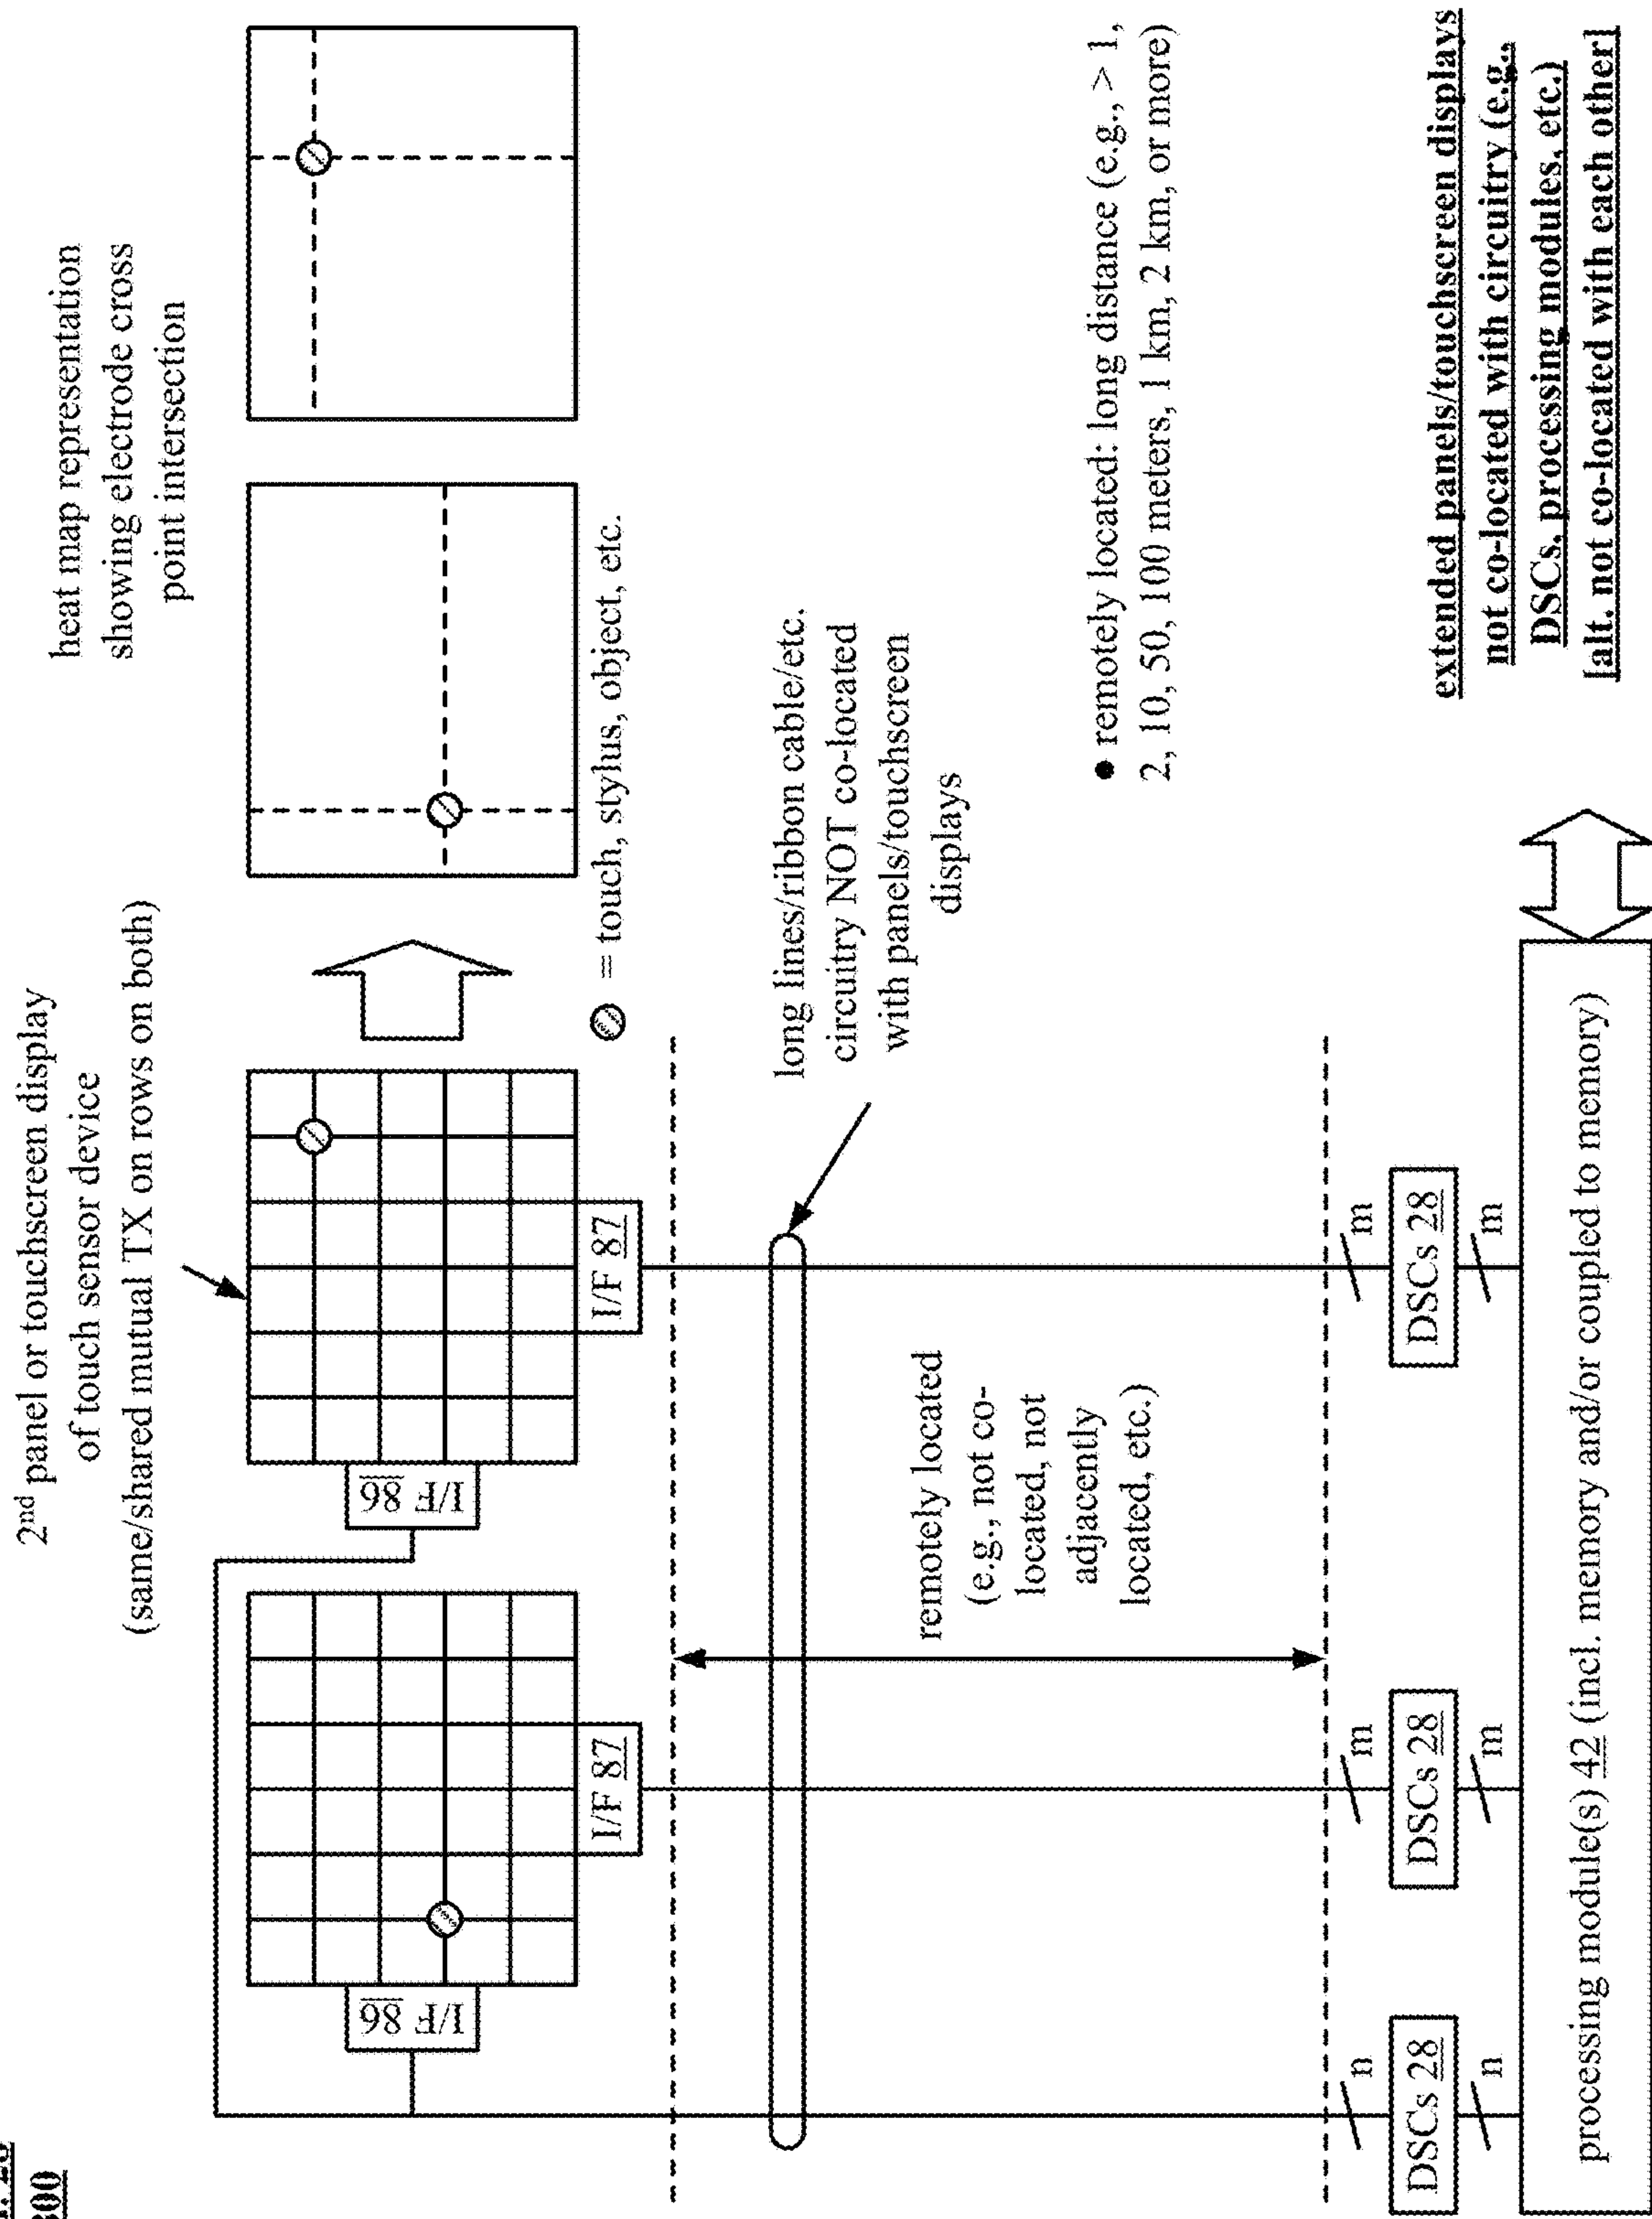 2nd panel or touchscreen display
of touch sensor device
(same/shared mutual TX on rows on both)
heat map representation
showing electrode cross
point intersection
I/F 86
I/F 86
I/F 87
I/F 87
= touch, stylus, object, etc.
long lines/ribbon cable/etc.
circuitry NOT co-located
with panels/touchscreen
displays
remotely located
(e.g., not co-
located, not
adjacently
located, etc.)
● remotely located: long distance (e.g., > 1,
2, 10, 50, 100 meters, 1 km, 2 km, or more)
n
m
m
DSCs 28
DSCs 28
DSCs 28
n
m
m
processing module(s) 42 (incl. memory and/or coupled to memory)
extended panels/touchscreen displays
not co-located with circuitry (e.g.,
DSCs, processing modules, etc.)
[alt. not co-located with each other]